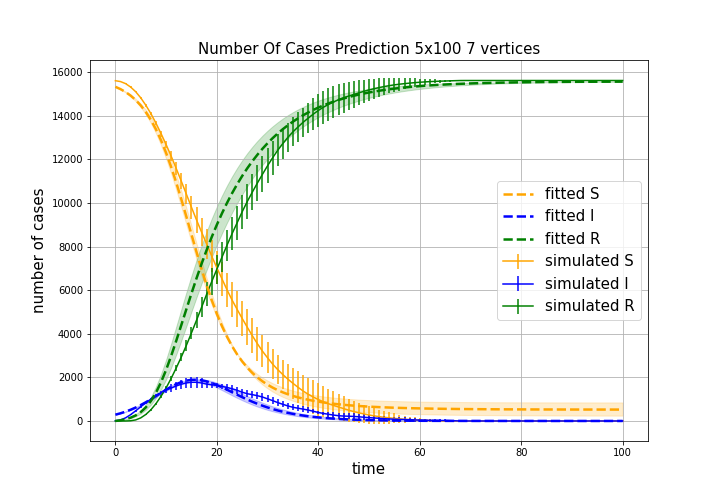 Number Of Cases Prediction 5x100 7 vertices
number of cases
16000
14000
12000
10000
8000
6000
4000
2000
0
fitted S
fitted I
fitted R
simulated S
simulated I
simulated R
0
20
40
60
80
100
time